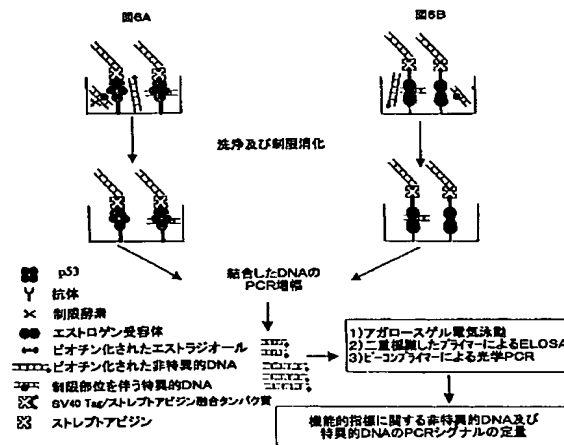 図6A
図6B
洗浄及び制限消化
結合したDNAの
PCR増幅
p53
抗体
制限酵素
エストロゲン受容体
ビオチン化されたエストラジオール
ビオチン化された非特異的DNA
制限部位を伴う特異的DNA
SV40 Tag/ストレプトアビジン融合タンパク質
ストレプトアビジン
1)アガロースゲル電気泳動
2)二重標識したプライマーによるELOSA
3)ビーコンプライマーによる光学PCR
機能的指標に関する非特異的DNA及び
特異的DNAのPCRシグナルの定量